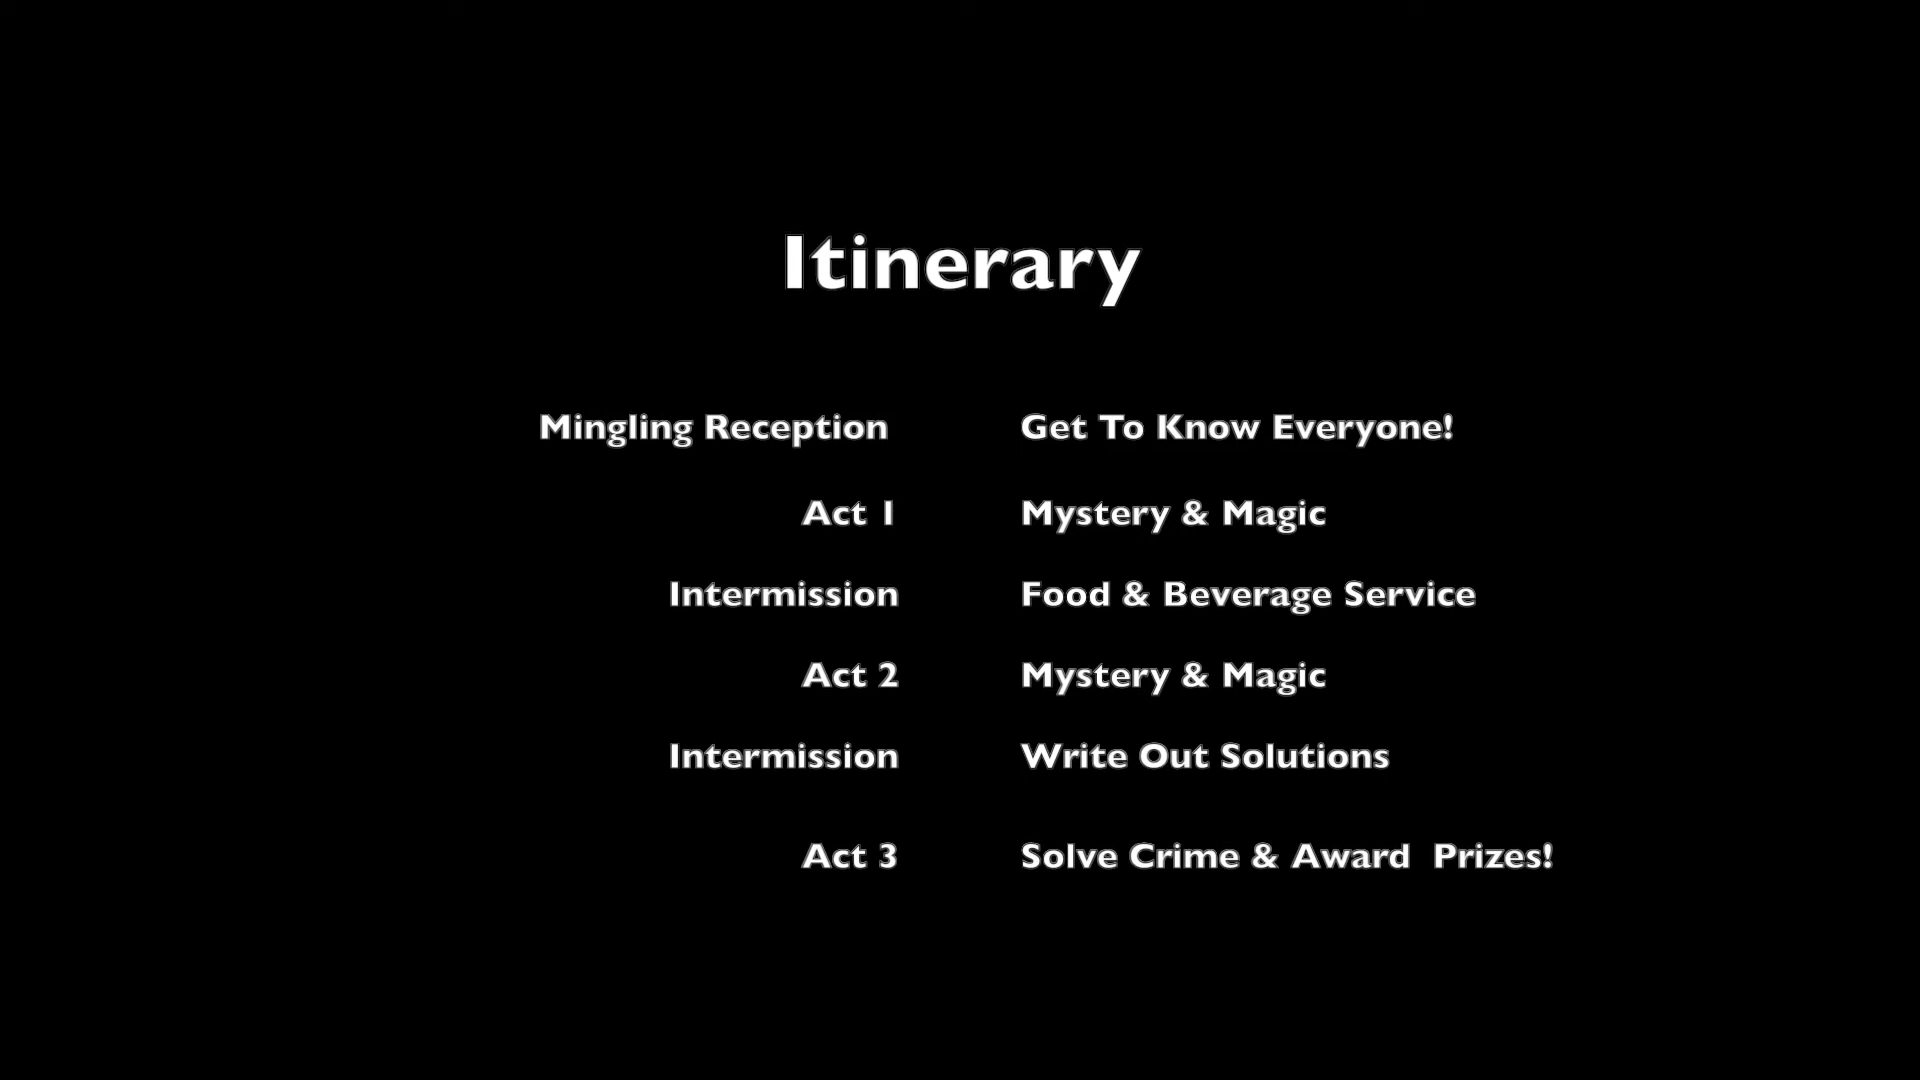 Itinerary
Mingling Reception Get To Know Everyone!
Act 1 Mystery & Magic
Intermission Food & Beverage Service
Act 2 Mystery & Magic
Intermission Write Out Solutions
Act 3 Solve Crime & Award  Prizes!